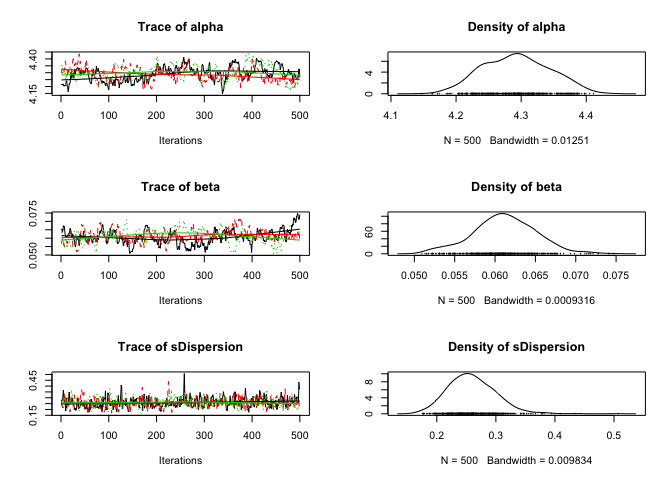 Trace of alpha
4.15 4.40
0 100 200 300 400 500
Iterations
Density of alpha
0 4
4.1 4.2 4.3 4.4
N = 500 Bandwidth = 0.01251
Trace of beta
0.050 0.075
0 100 200 300 400 500
Iterations
Density of beta
0 60
0.050 0.055 0.060 0.065 0.070 0.075
N = 500 Bandwidth = 0.0009316
Trace of sDispersion
0.15 0.45
0 100 200 300 400 500
Iterations
Density of sDispersion
0 4 8
0.2 0.3 0.4 0.5
N = 500 Bandwidth = 0.009834